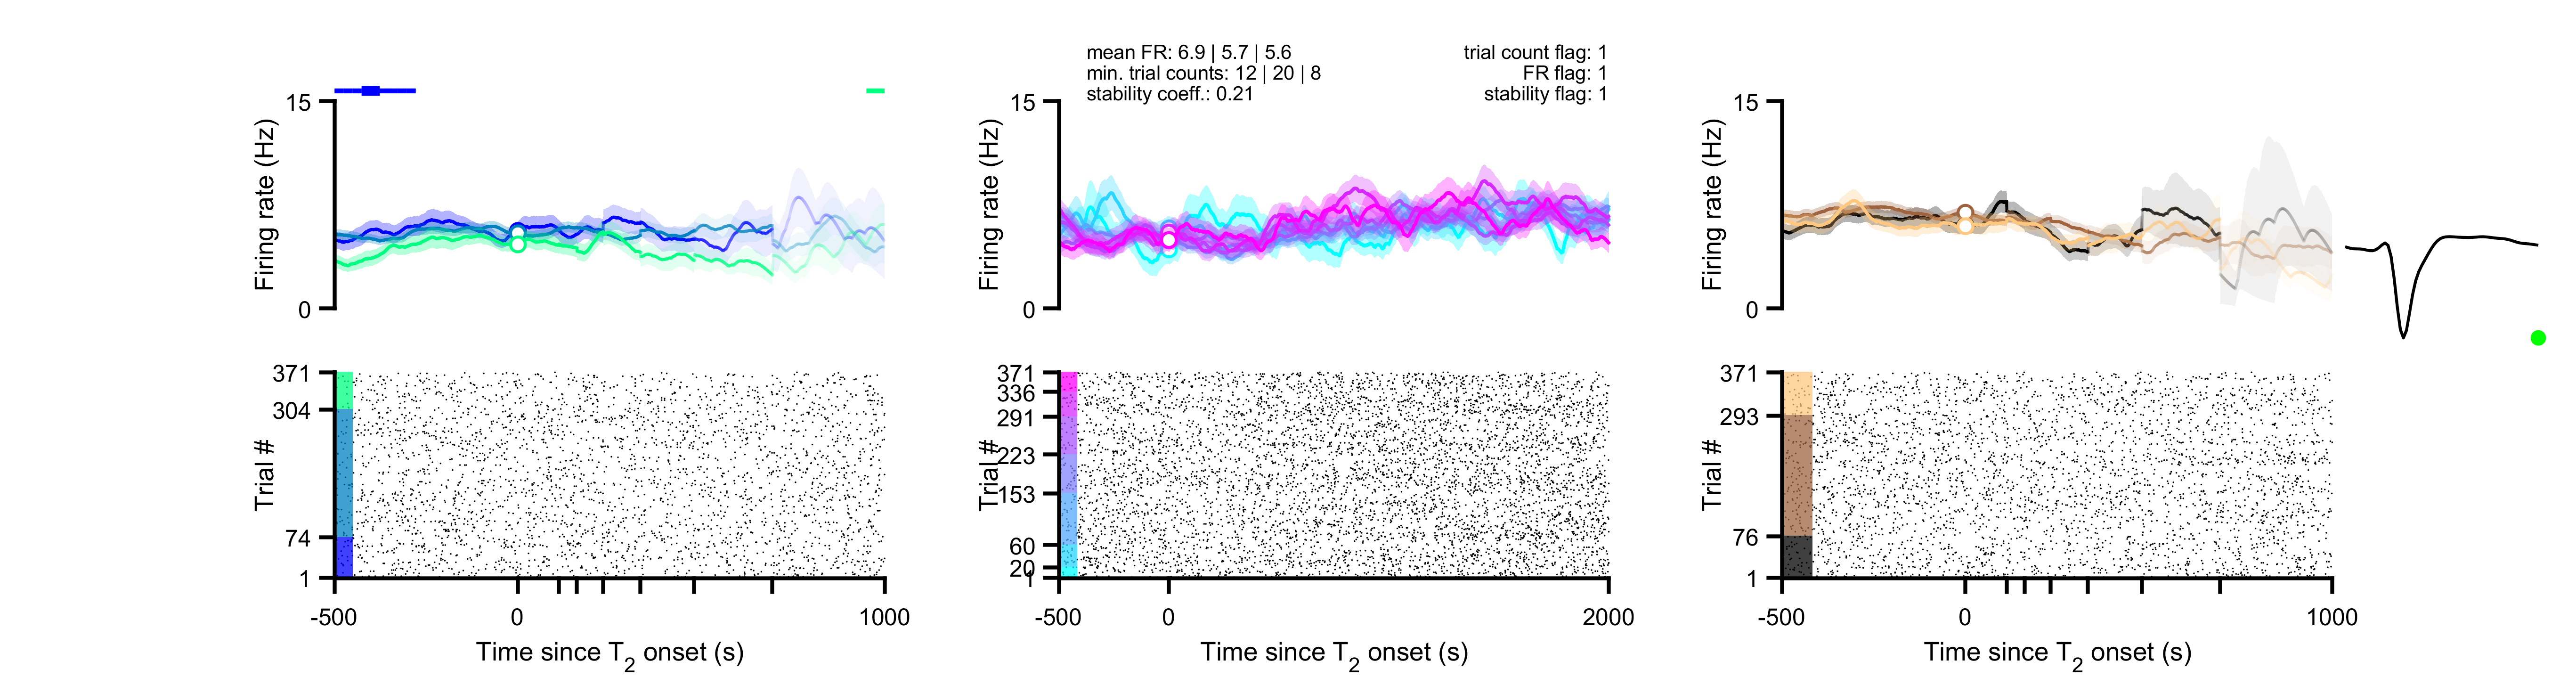 mean FR: 6.9 | 5.7 | 5.6
min. trial counts: 12 | 20 | 8
stability coeff.: 0.21
trial count flag: 1
FR flag: 1
stability flag: 1
15
0
Firing rate (Hz)
371
304
74
1
Trial #
-500
0
1000
Time since T2 onset (s)
15
0
Firing rate (Hz)
371
336
291
223
153
60
20
1
Trial #
-500
0
2000
Time since T2 onset (s)
15
0
Firing rate (Hz)
371
293
76
1
Trial #
-500
0
1000
Time since T2 onset (s)